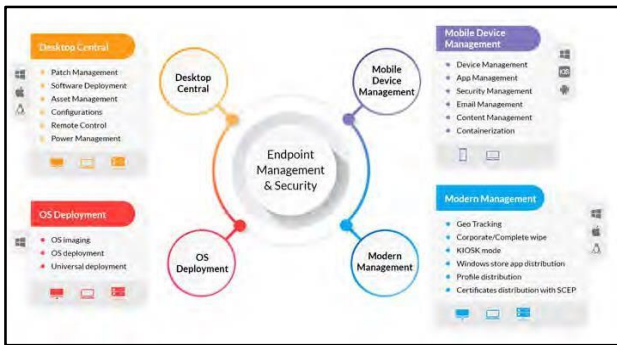 Desktop Central
Patch Management
Software Deployment
Asset Management
Configurations
Remote Control
Power Management
OS Deployment
OS imaging
OS deployment
Universal deployment
Desktop
Central
Mobile
Device
Management
Endpoint
Management
& Security
OS
Deployment
Modern
Management
Mobile Device
Management
Device Management
App Management
Security Management
Email Management
Content Management
Containerization
iOS
Modern Management
Geo Tracking
Corporate/Complete wipe
KIOSK mode
Windows store app distribution
Profile distribution
Certificates distribution with SCEP